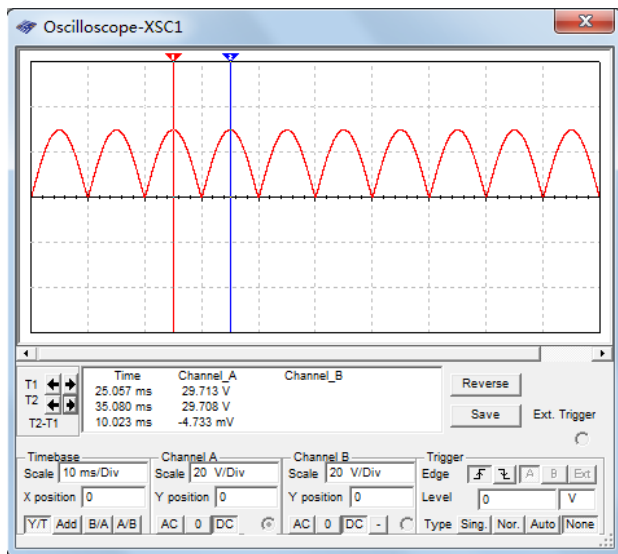 Oscilloscope-XSC1
1 2
Time Channel_A Channel_B
T1 25.057 ms 29.713 V
T2 35.080 ms 29.708 V
T2-T1 10.023 ms -4.733 mV
Reverse
Save
Ext. Trigger
Timebase
Scale 10 ms/Div
X position 0
Y/T Add B/A A/B
Channel A
Scale 20 V/Div
Y position 0
AC 0 DC
Channel B
Scale 20 V/Div
Y position 0
AC 0 DC -
Trigger
Edge A B Ext
Level 0 V
Type Sing. Nor. Auto None